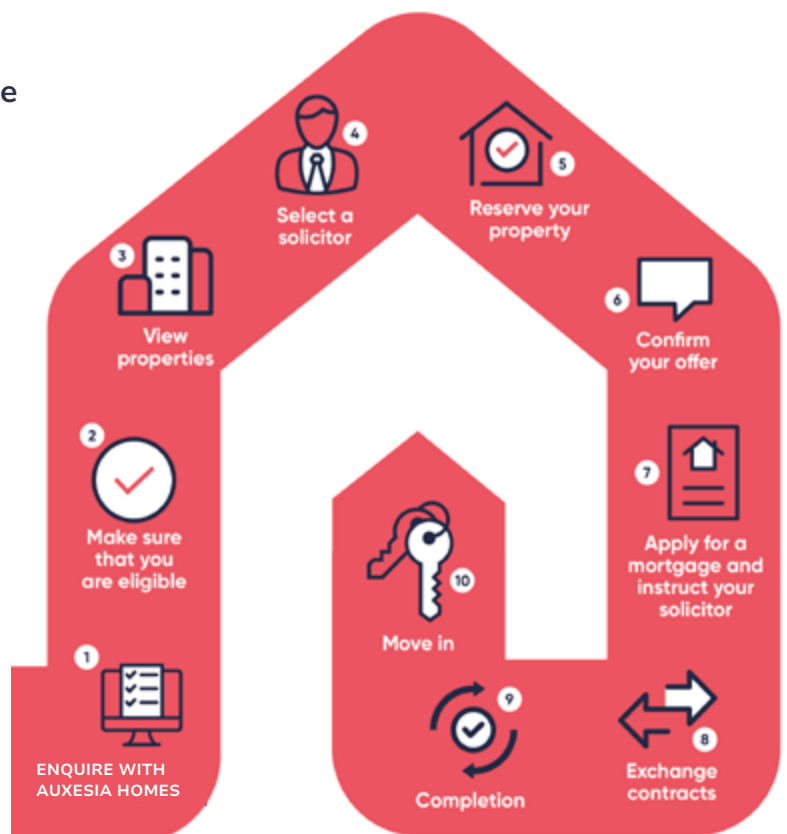 e
1
ENQUIRE WITH
AUXESIA HOMES
2
Make sure
that you
are eligible
3
View
properties
4
Select a
solicitor
5
Reserve your
property
6
Confirm
your offer
7
Apply for a
mortgage and
instruct your
solicitor
8
Exchange
contracts
9
Completion
10
Move in